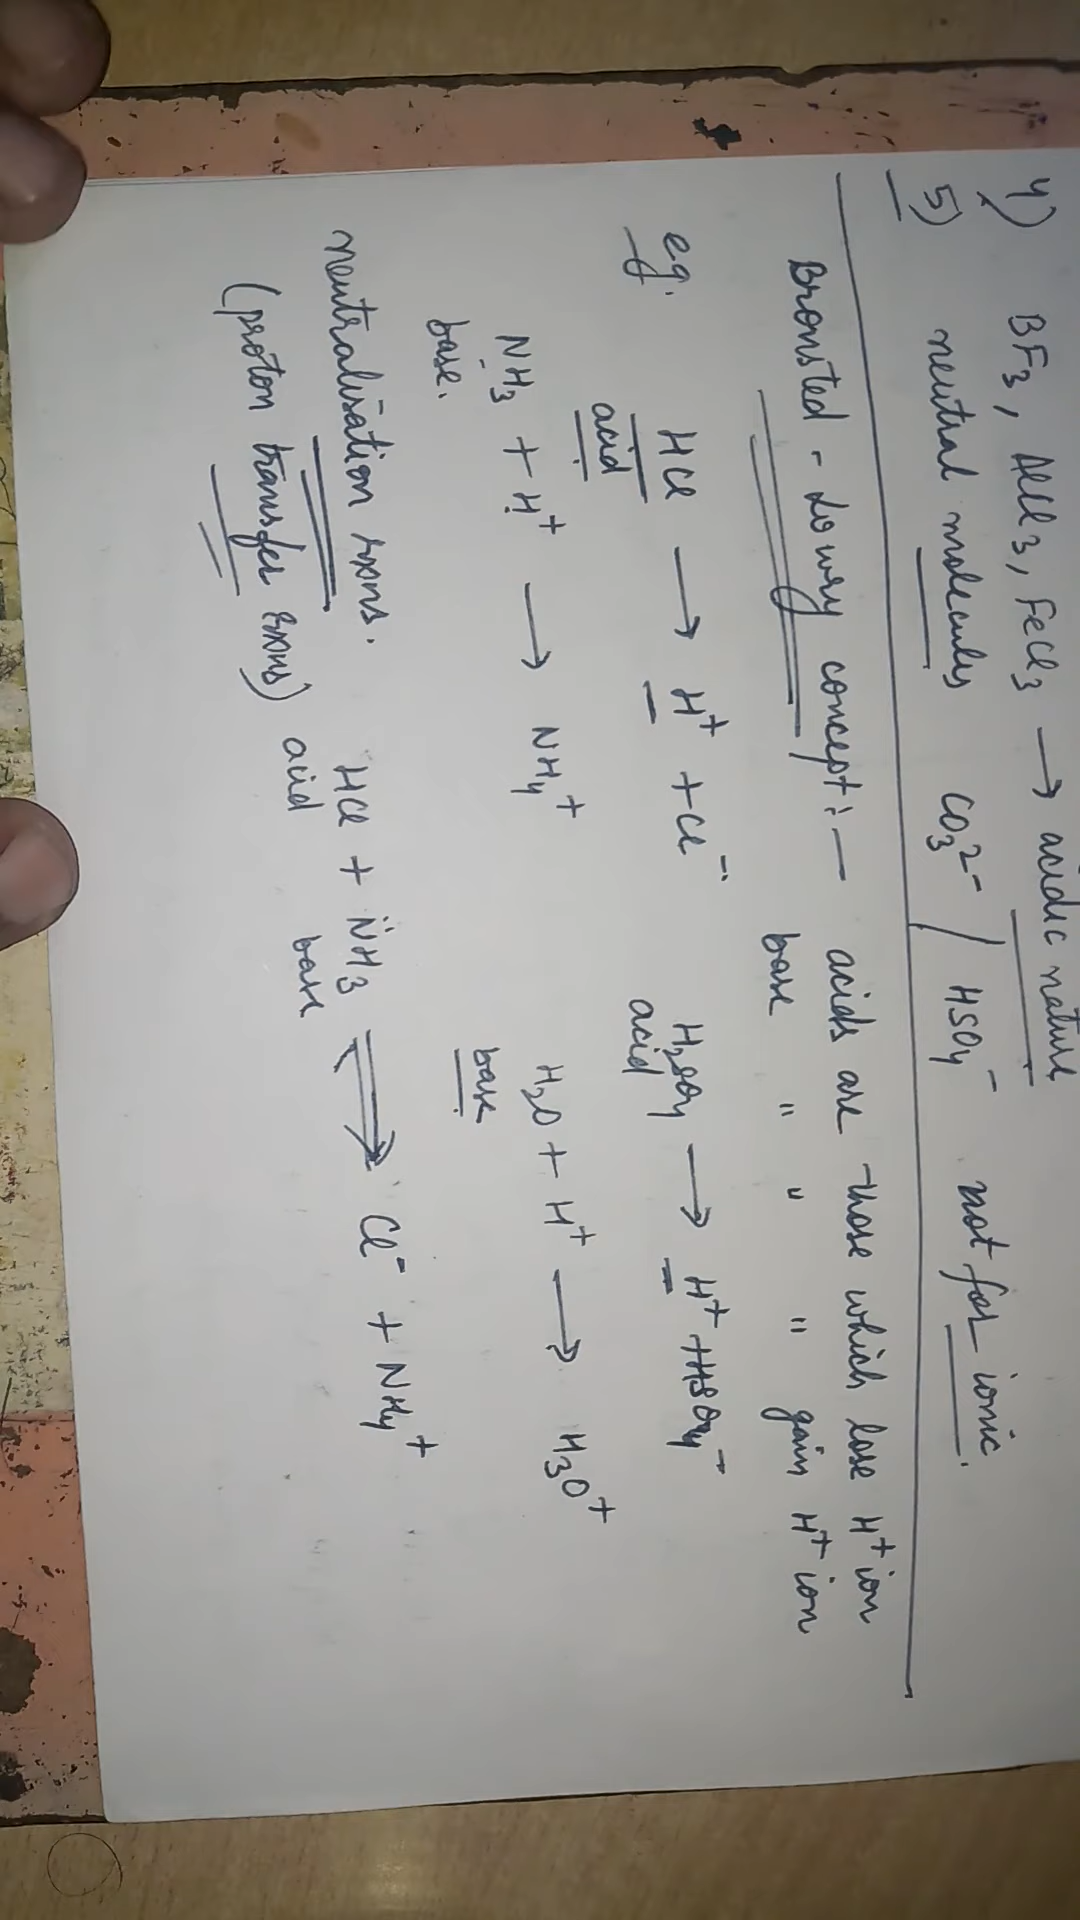 4) BF3, AlCl3, FeCl3 → acidic nature
5) neutral molecules CO3²⁻ / HSO4⁻ not for ionic.
Bronsted - Lowry concept :— acids are those which lose H⁺ ion
base " " " gain H⁺ ion
eg. HCl → H⁺ + Cl⁻ H2SO4 → H⁺ + HSO4⁻
acid acid
NH3 + H⁺ → NH4⁺ H2O + H⁺ → H3O⁺
base. base
neutralisation rxns. HCl + NH3 ⇌ Cl⁻ + NH4⁺
(proton transfer rxns) acid base